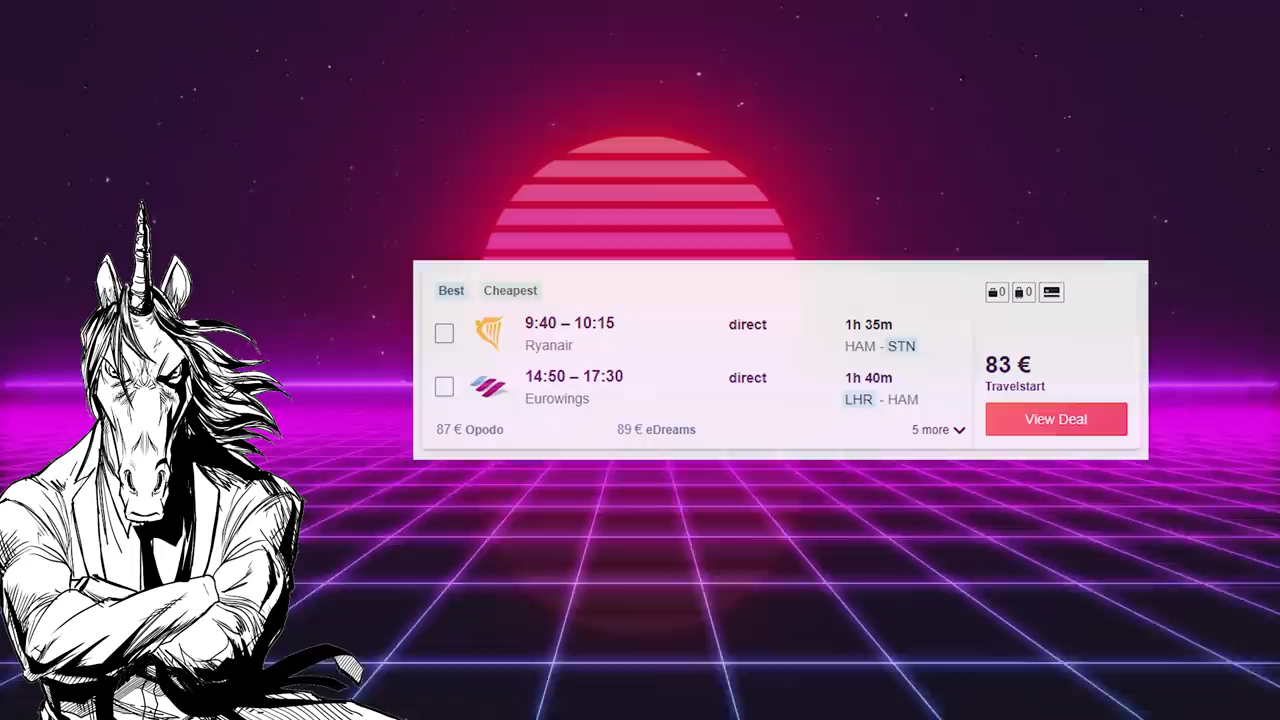 Best Cheapest 0 0
9:40 – 10:15 direct 1h 35m
Ryanair HAM - STN
83 €
14:50 – 17:30 direct 1h 40m
Travelstart
Eurowings LHR - HAM
View Deal
87 € Opodo 89 € eDreams 5 more